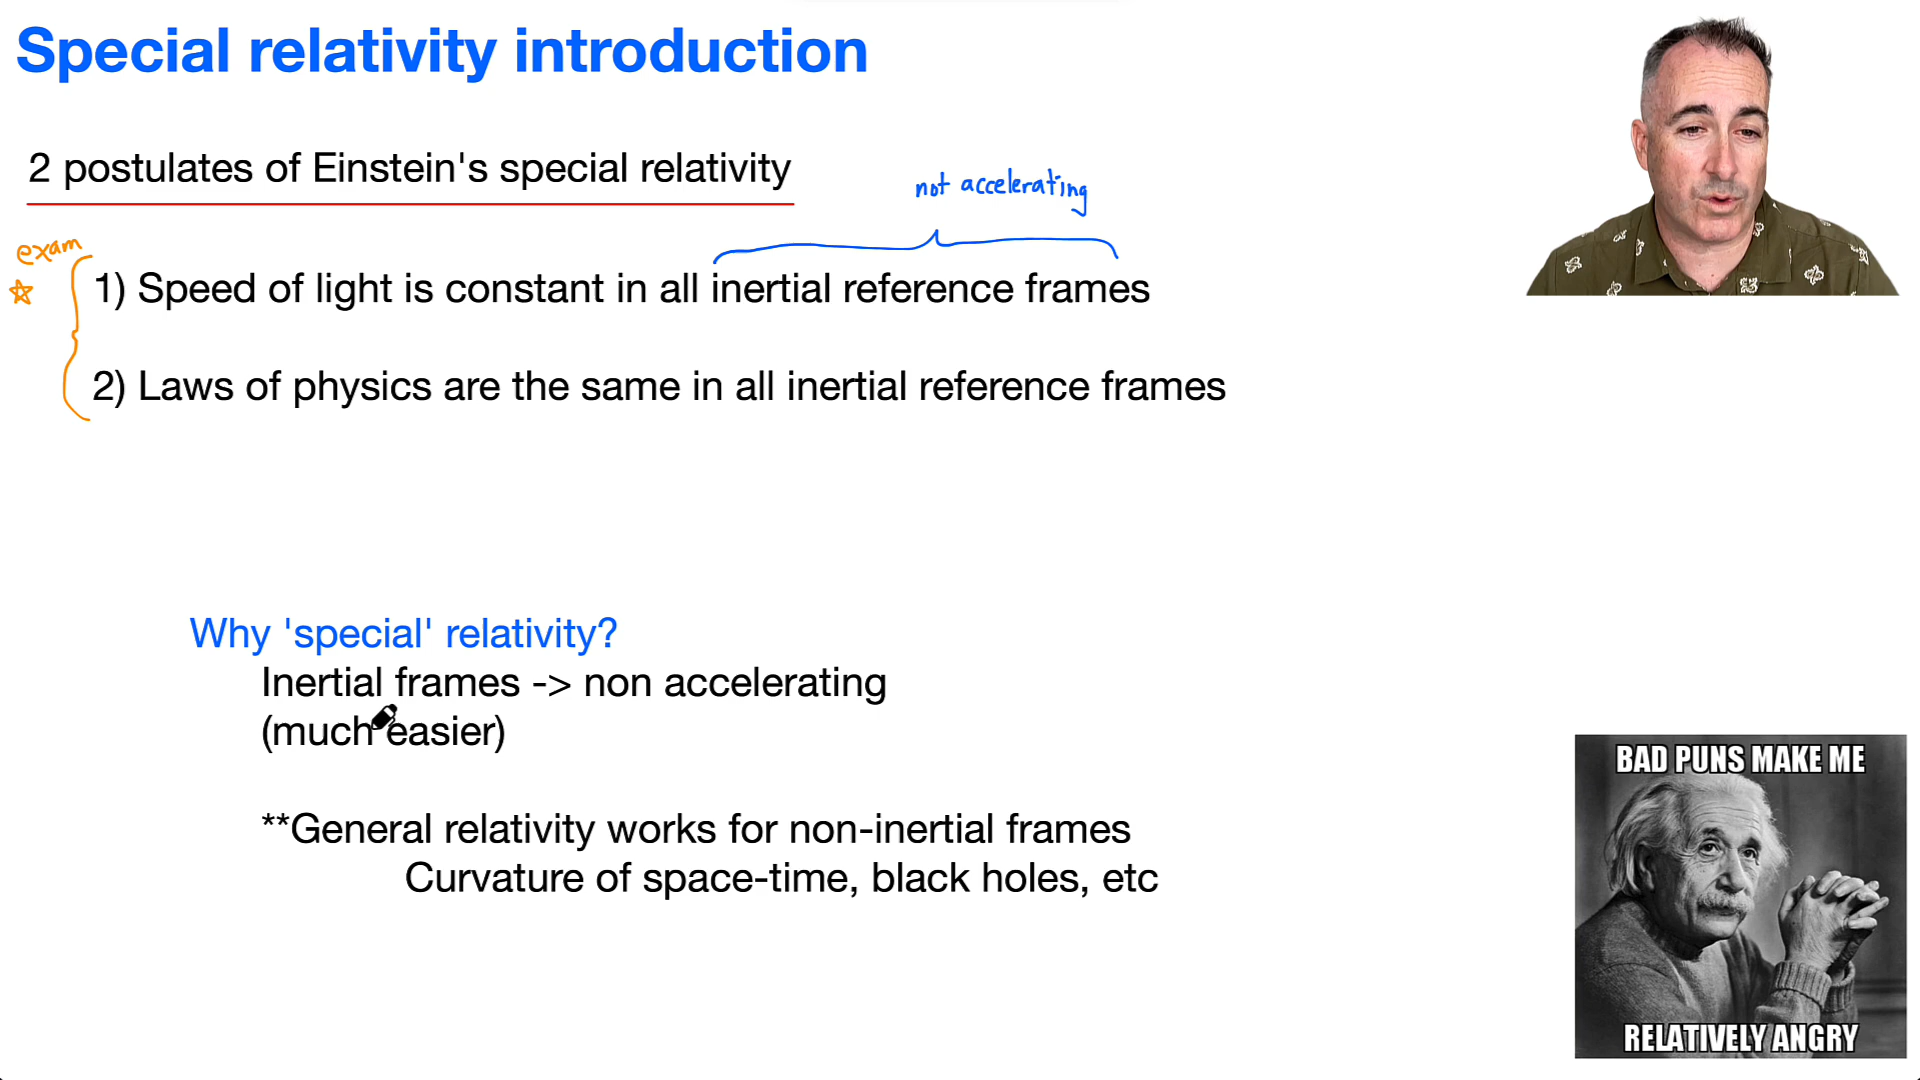 Special relativity introduction
2 postulates of Einstein's special relativity
not accelerating
exam
1) Speed of light is constant in all inertial reference frames
2) Laws of physics are the same in all inertial reference frames
Why 'special' relativity?
Inertial frames -> non accelerating
(much easier)
**General relativity works for non-inertial frames
Curvature of space-time, black holes, etc
BAD PUNS MAKE ME
RELATIVELY ANGRY